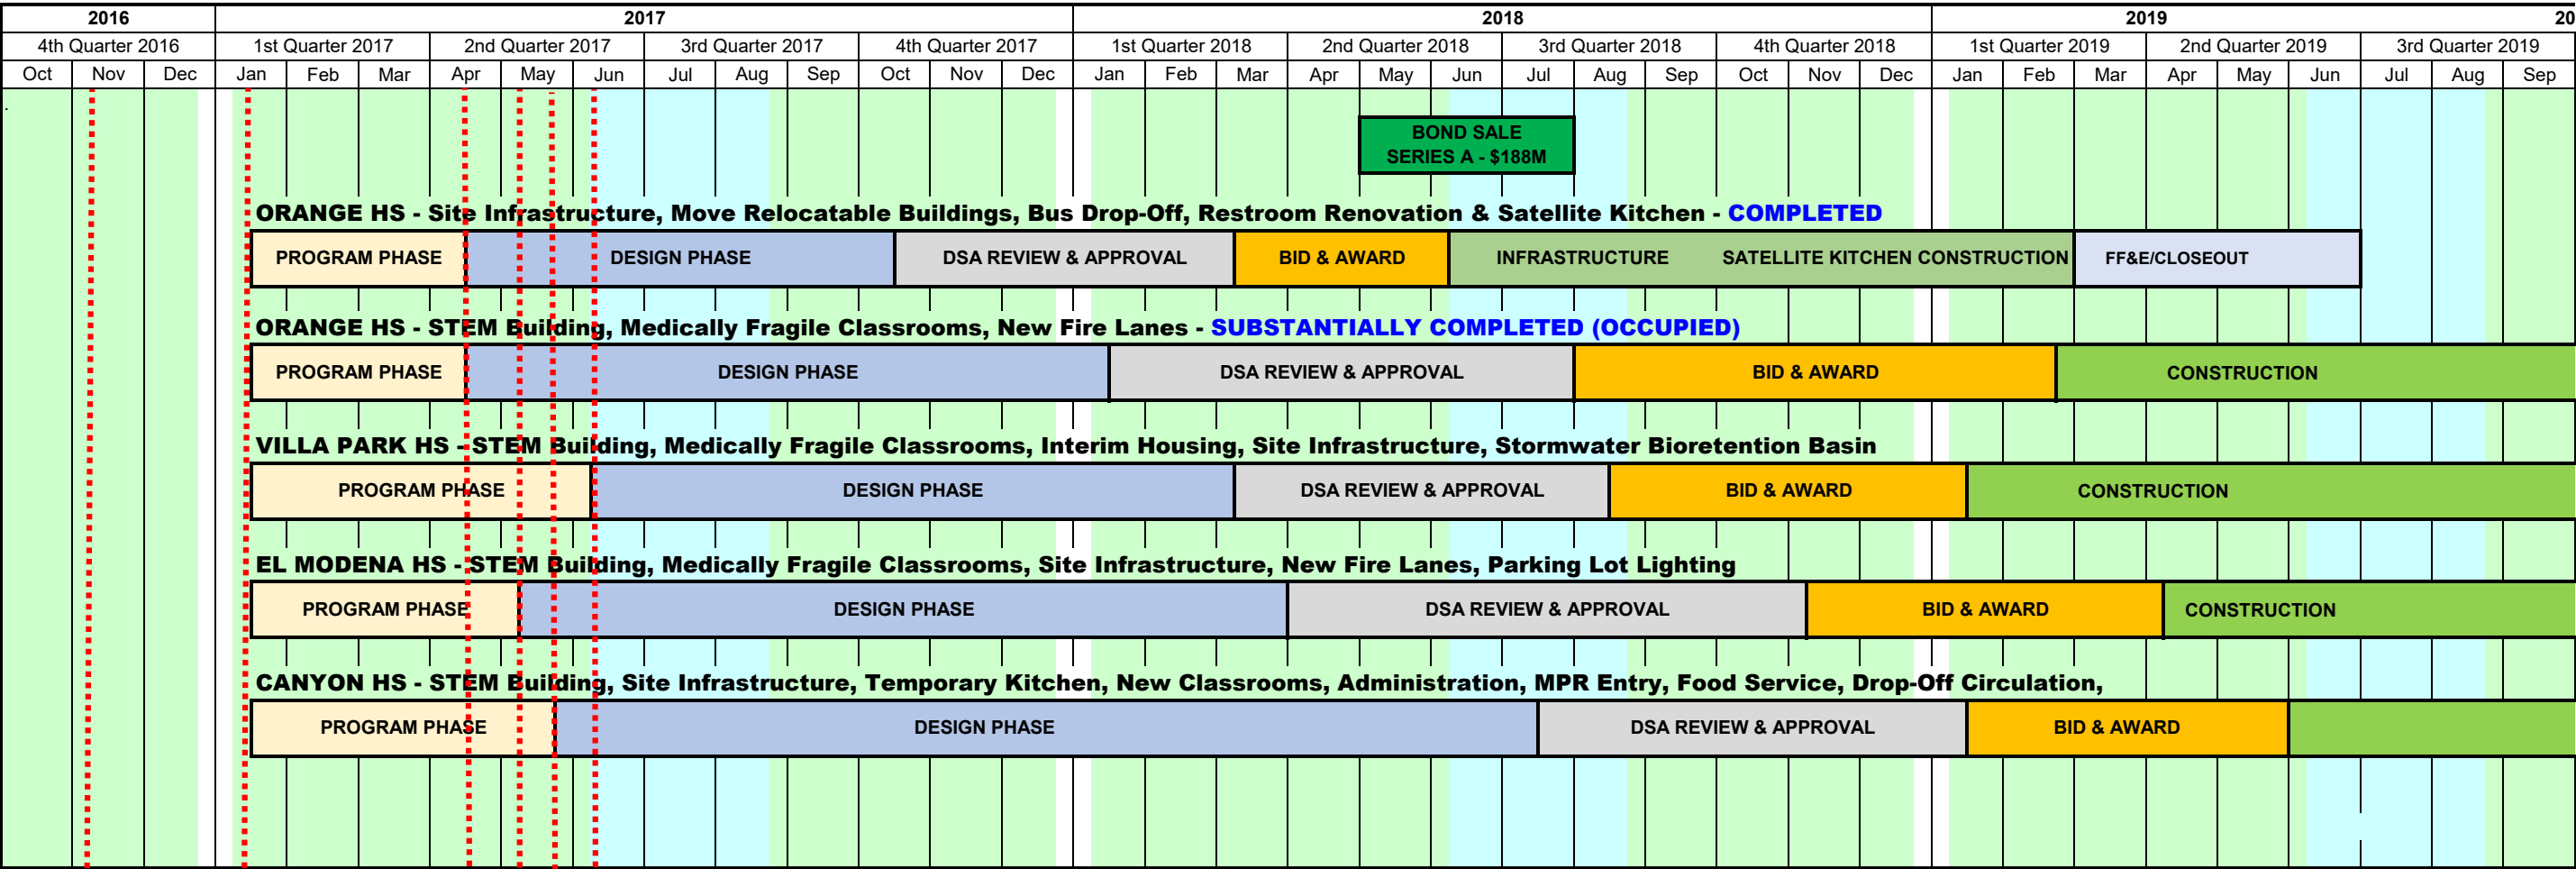 2016 2017 2018 2019 20
4th Quarter 2016 1st Quarter 2017 2nd Quarter 2017 3rd Quarter 2017 4th Quarter 2017 1st Quarter 2018 2nd Quarter 2018 3rd Quarter 2018 4th Quarter 2018 1st Quarter 2019 2nd Quarter 2019 3rd Quarter 2019
Oct Nov Dec Jan Feb Mar Apr May Jun Jul Aug Sep Oct Nov Dec Jan Feb Mar Apr May Jun Jul Aug Sep Oct Nov Dec Jan Feb Mar Apr May Jun Jul Aug Sep
BOND SALE
SERIES A - $188M
ORANGE HS - Site Infrastructure, Move Relocatable Buildings, Bus Drop-Off, Restroom Renovation & Satellite Kitchen - COMPLETED
PROGRAM PHASE DESIGN PHASE DSA REVIEW & APPROVAL BID & AWARD INFRASTRUCTURE SATELLITE KITCHEN CONSTRUCTION FF&E/CLOSEOUT
ORANGE HS - STEM Building, Medically Fragile Classrooms, New Fire Lanes - SUBSTANTIALLY COMPLETED (OCCUPIED)
PROGRAM PHASE DESIGN PHASE DSA REVIEW & APPROVAL BID & AWARD CONSTRUCTION
VILLA PARK HS - STEM Building, Medically Fragile Classrooms, Interim Housing, Site Infrastructure, Stormwater Bioretention Basin
PROGRAM PHASE DESIGN PHASE DSA REVIEW & APPROVAL BID & AWARD CONSTRUCTION
EL MODENA HS - STEM Building, Medically Fragile Classrooms, Site Infrastructure, New Fire Lanes, Parking Lot Lighting
PROGRAM PHASE DESIGN PHASE DSA REVIEW & APPROVAL BID & AWARD CONSTRUCTION
CANYON HS - STEM Building, Site Infrastructure, Temporary Kitchen, New Classrooms, Administration, MPR Entry, Food Service, Drop-Off Circulation,
PROGRAM PHASE DESIGN PHASE DSA REVIEW & APPROVAL BID & AWARD